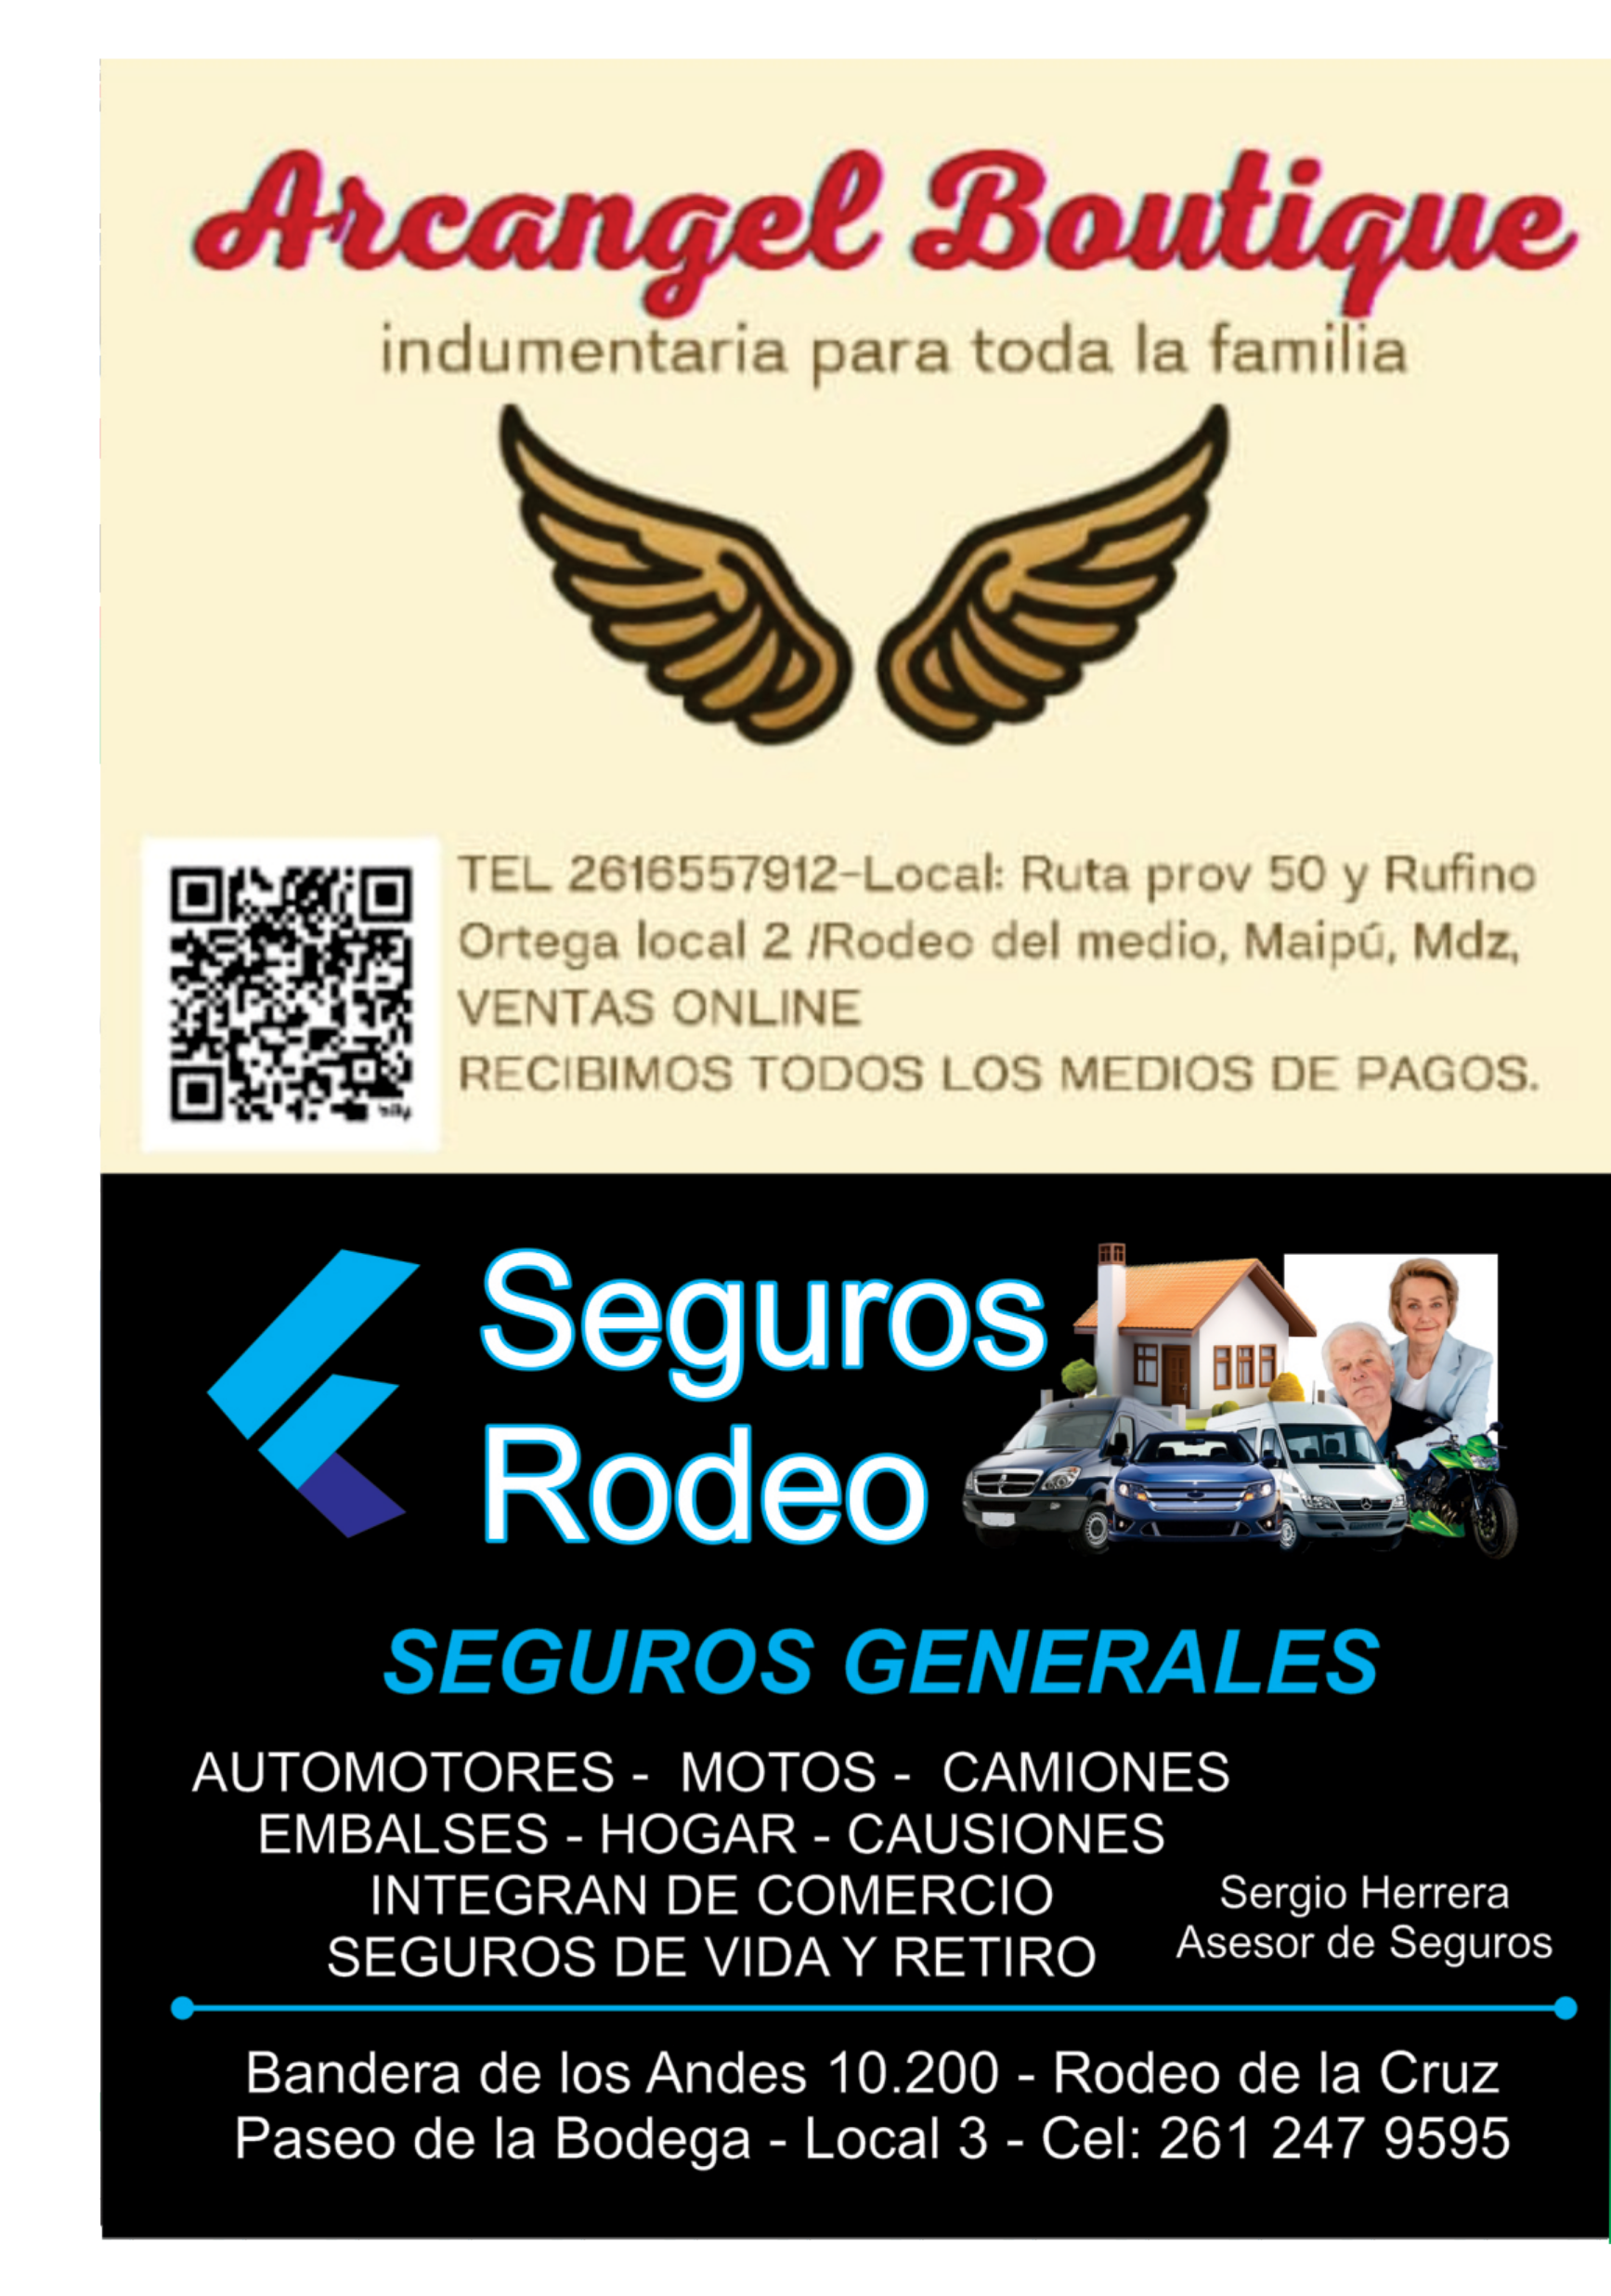 Arcangel Boutique
indumentaria para toda la familia
TEL 2616557912-Local: Ruta prov 50 y Rufino
Ortega local 2 /Rodeo del medio, Maipú, Mdz,
VENTAS ONLINE
RECIBIMOS TODOS LOS MEDIOS DE PAGOS.
Seguros
Rodeo
SEGUROS GENERALES
AUTOMOTORES - MOTOS - CAMIONES
EMBALSES - HOGAR - CAUSIONES
INTEGRAN DE COMERCIO
SEGUROS DE VIDA Y RETIRO
Sergio Herrera
Asesor de Seguros
Bandera de los Andes 10.200 - Rodeo de la Cruz
Paseo de la Bodega - Local 3 - Cel: 261 247 9595